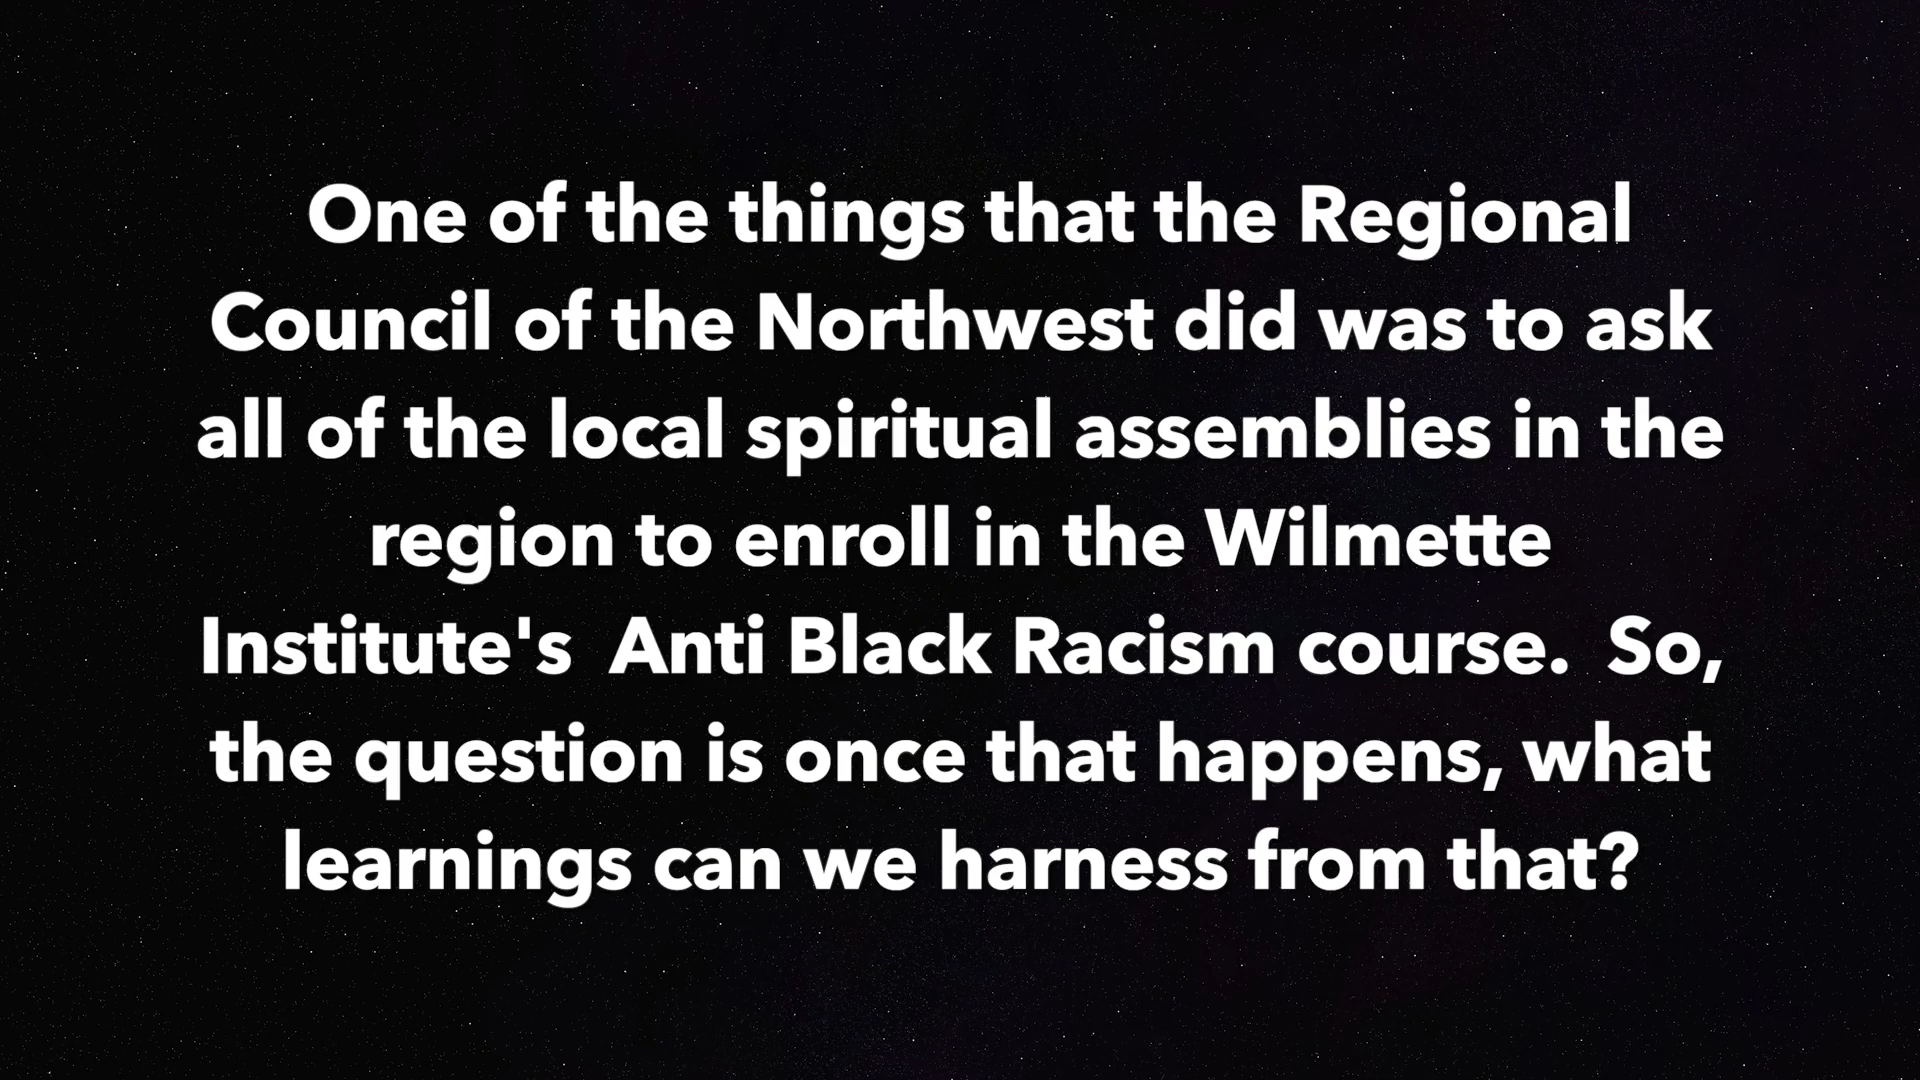 One of the things that the Regional
Council of the Northwest did was to ask
all of the local spiritual assemblies in the
region to enroll in the Wilmette
Institute's  Anti Black Racism course.  So,
the question is once that happens, what
learnings can we harness from that?